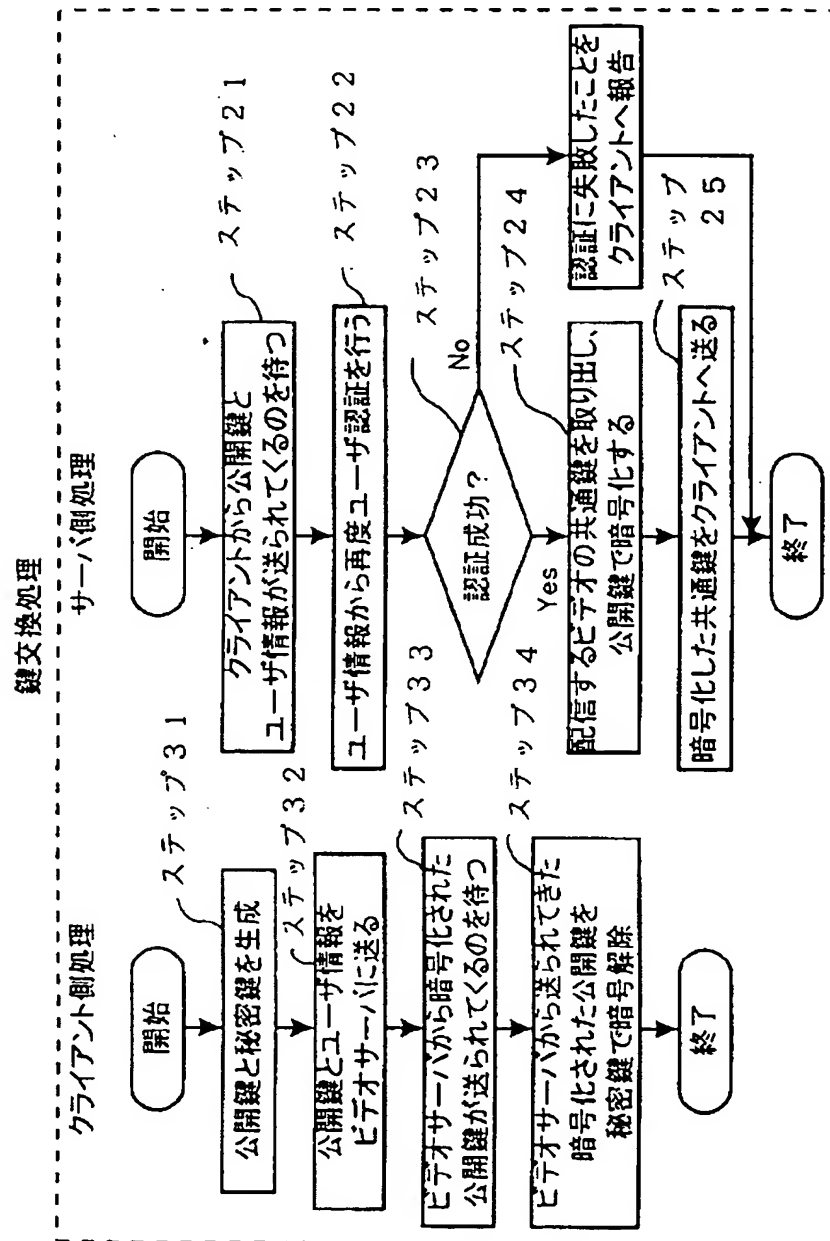 鍵交換処理
クライアント側処理
開始
ステップ31
公開鍵と秘密鍵を生成
ステップ32
公開鍵とユーザ情報を
ビデオサーバに送る
ステップ33
ビデオサーバから暗号化された
公開鍵が送られてくるのを待つ
ステップ34
ビデオサーバから送られてきた
暗号化された公開鍵を
秘密鍵で暗号解除
終了
サーバ側処理
開始
ステップ21
クライアントから公開鍵と
ユーザ情報が送られてくるのを待つ
ステップ22
ユーザ情報から再度ユーザ認証を行う
ステップ23
認証成功?
No
Yes
ステップ24
配信するビデオの共通鍵を取り出し、
公開鍵で暗号化する
認証に失敗したことを
クライアントへ報告
ステップ
25
暗号化した共通鍵をクライアントへ送る
終了